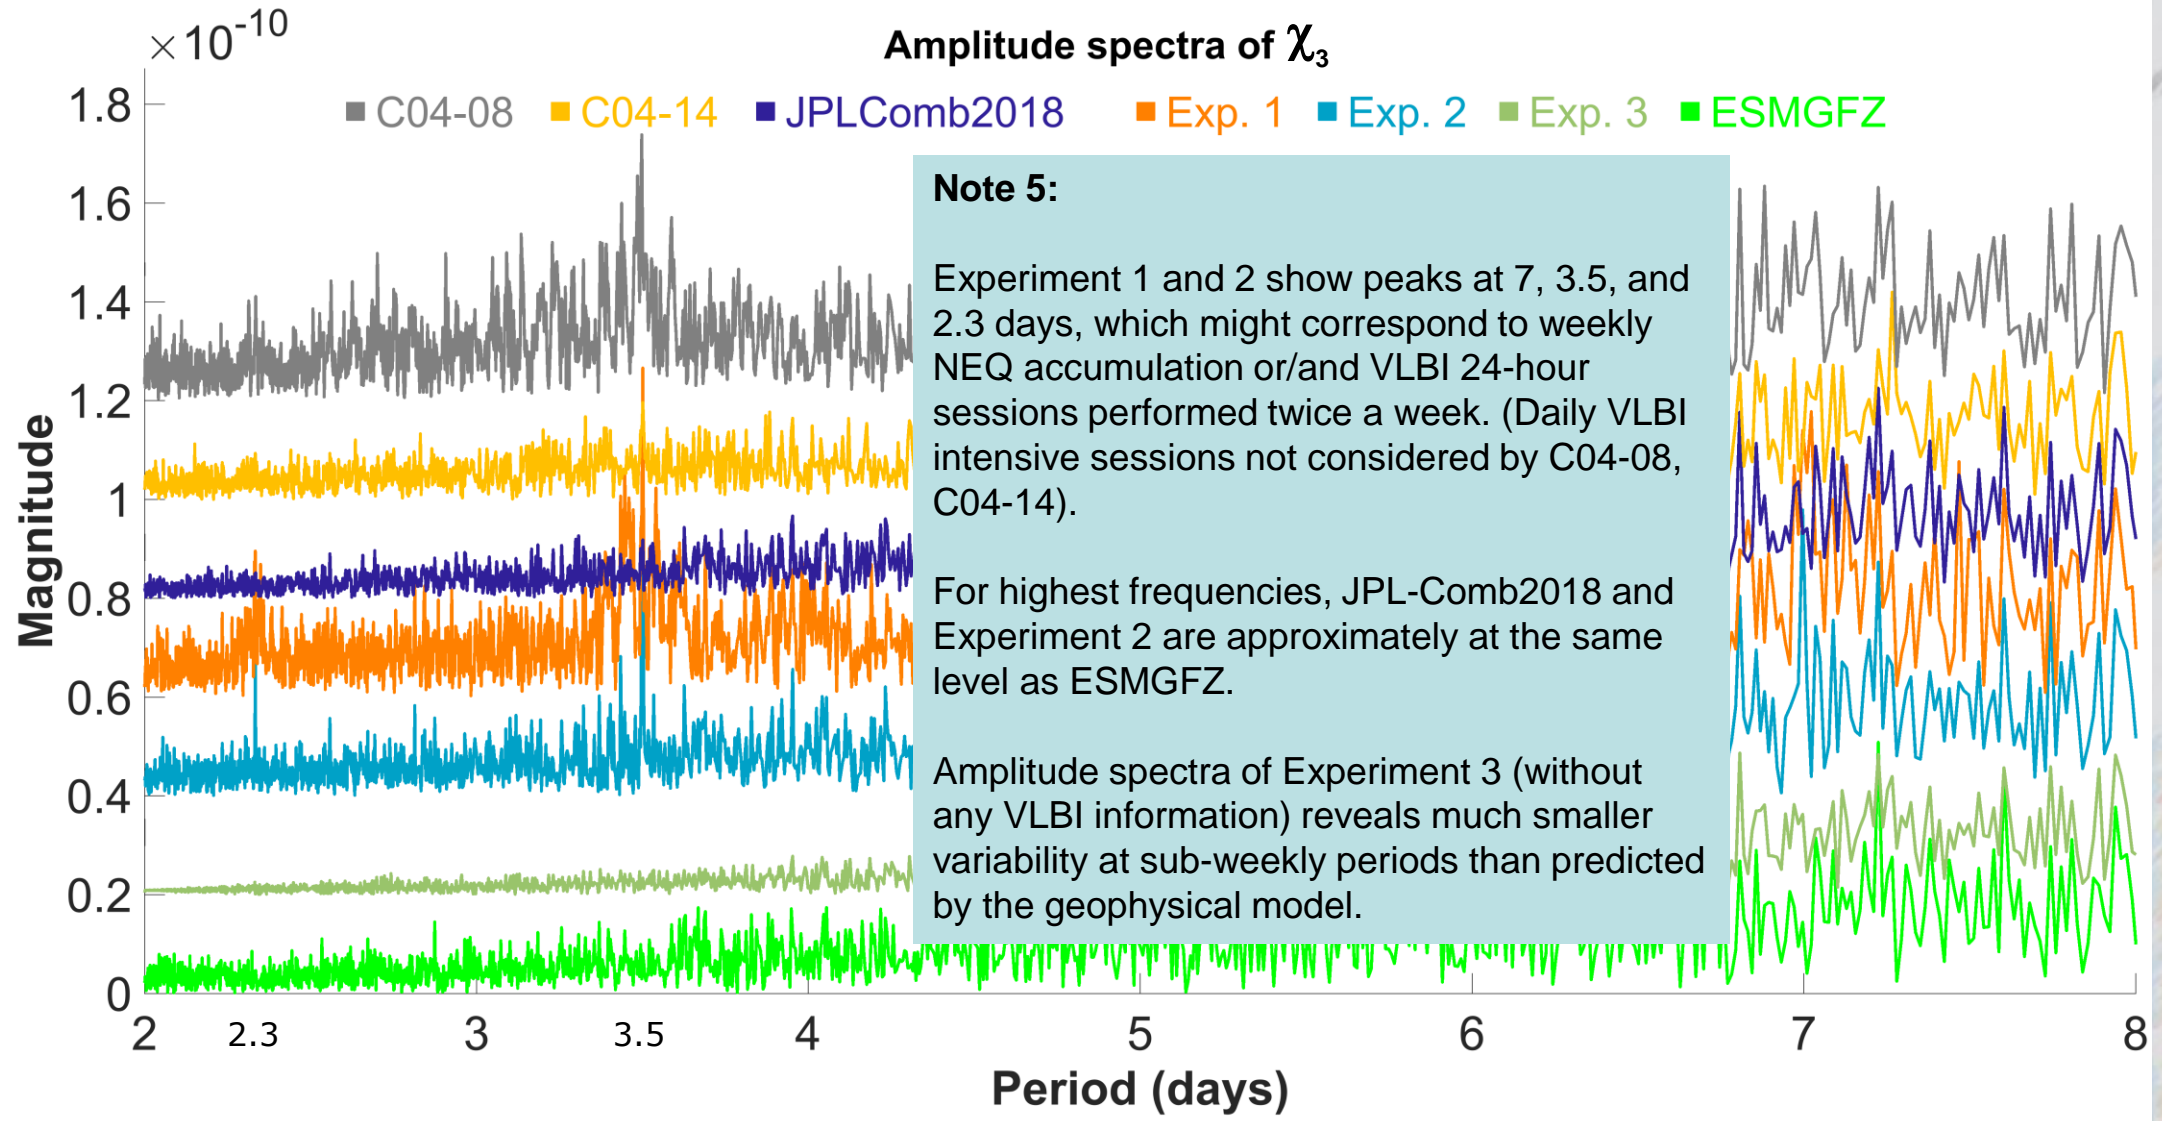 ×10⁻¹⁰
Amplitude spectra of χ₃
C04-08 C04-14 JPLComb2018 Exp. 1 Exp. 2 Exp. 3 ESMGFZ
1.8
1.6
1.4
1.2
1
0.8
0.6
0.4
0.2
0
Magnitude
Note 5:
Experiment 1 and 2 show peaks at 7, 3.5, and
2.3 days, which might correspond to weekly
NEQ accumulation or/and VLBI 24-hour
sessions performed twice a week. (Daily VLBI
intensive sessions not considered by C04-08,
C04-14).
For highest frequencies, JPL-Comb2018 and
Experiment 2 are approximately at the same
level as ESMGFZ.
Amplitude spectra of Experiment 3 (without
any VLBI information) reveals much smaller
variability at sub-weekly periods than predicted
by the geophysical model.
2 2.3 3 3.5 4 5 6 7 8
Period (days)